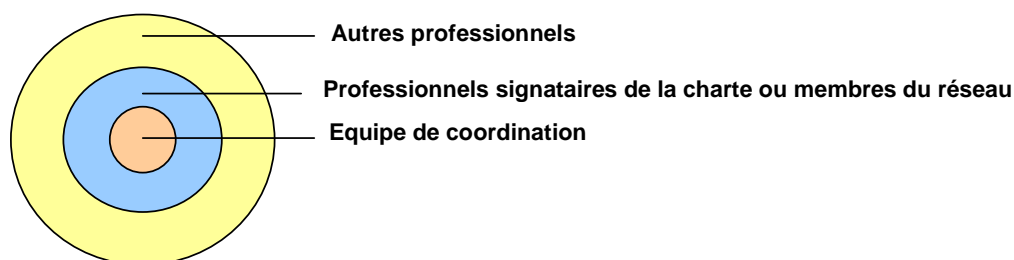 Autres professionnels
Professionnels signataires de la charte ou membres du réseau
Equipe de coordination